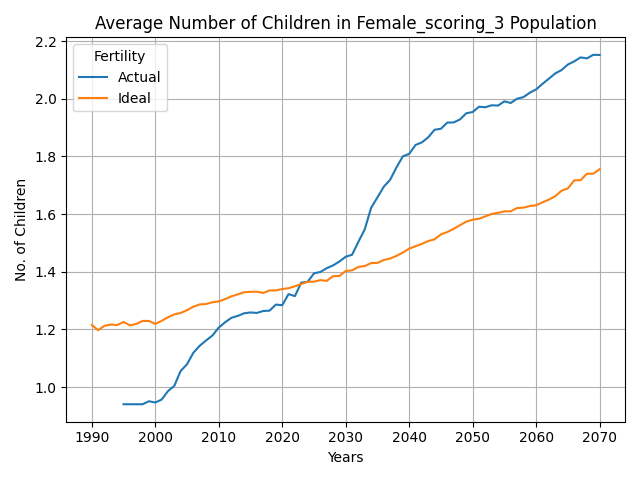 Average Number of Children in Female_scoring_3 Population
Fertility
Actual
Ideal
No. of Children
2.2
2.0
1.8
1.6
1.4
1.2
1.0
1990 2000 2010 2020 2030 2040 2050 2060 2070
Years